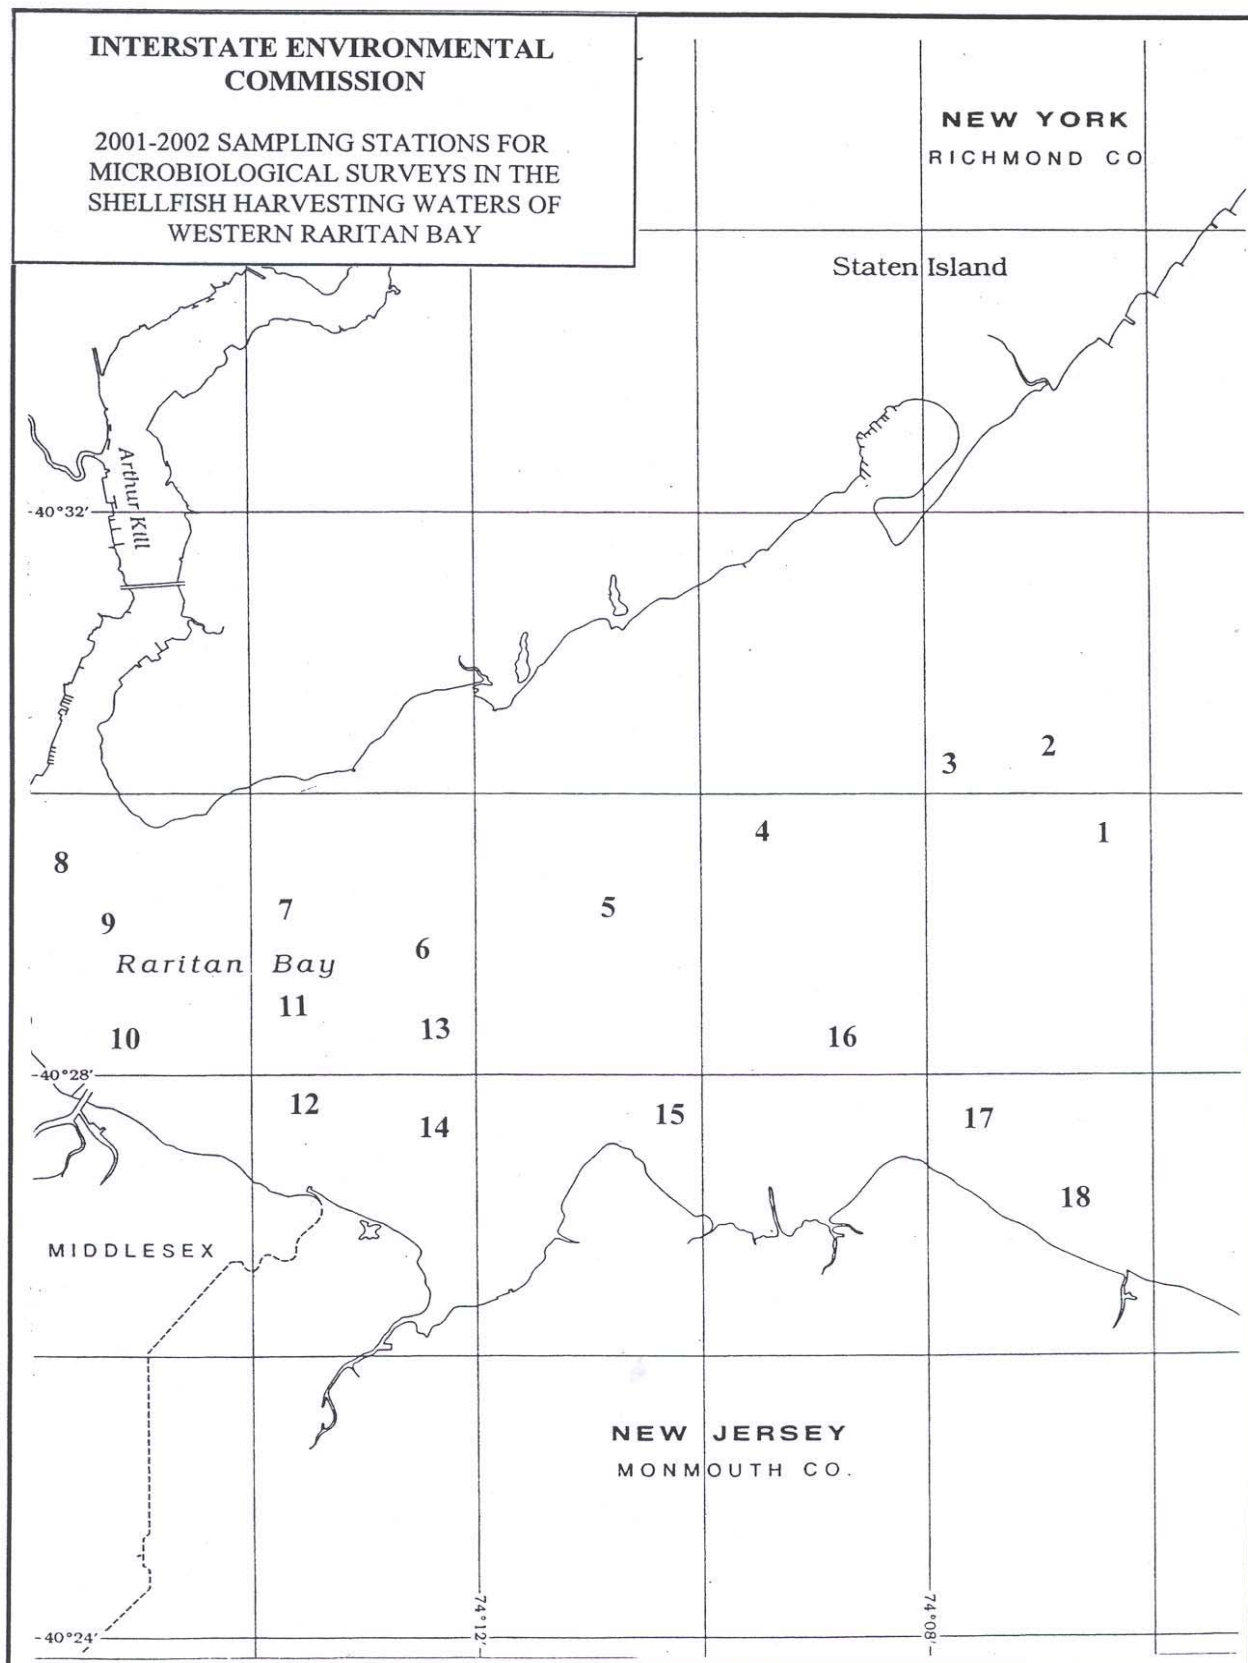 INTERSTATE ENVIRONMENTAL
COMMISSION
2001-2002 SAMPLING STATIONS FOR
MICROBIOLOGICAL SURVEYS IN THE
SHELLFISH HARVESTING WATERS OF
WESTERN RARITAN BAY
NEW YORK
RICHMOND CO
Staten Island
Arthur Kill
40°32'
2
3
4
1
8
7
5
9
6
Raritan Bay
11
13
10
16
40°28'
12
14
15
17
18
MIDDLESEX
NEW JERSEY
MONMOUTH CO.
74°12'
74°08'
40°24'